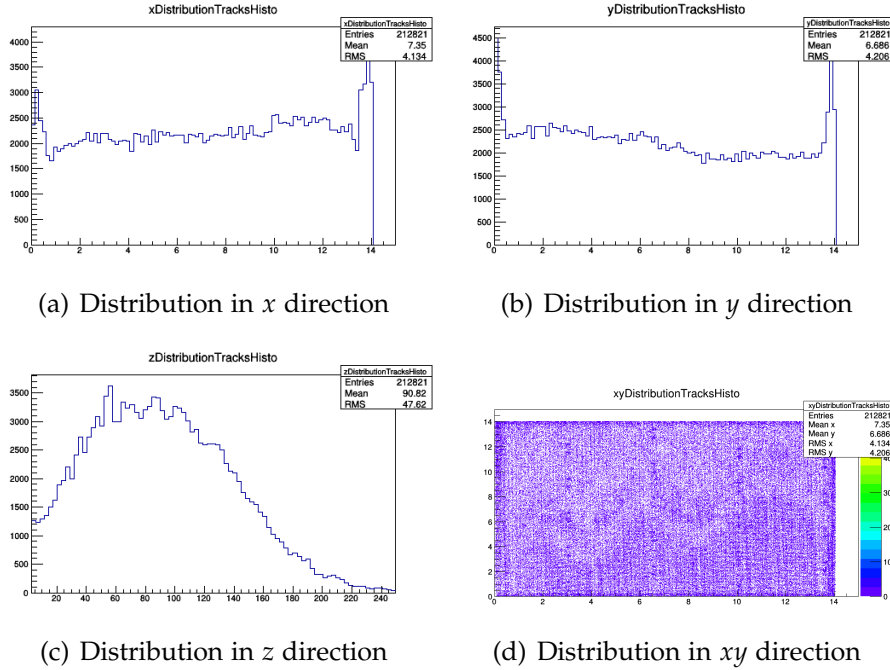 xDistributionTracksHisto
xDistributionTracksHisto
Entries 212821
Mean 7.35
RMS 4.134
4000
3500
3000
2500
2000
1500
1000
500
0
0 2 4 6 8 10 12 14
(a) Distribution in x direction
yDistributionTracksHisto
yDistributionTracksHisto
Entries 212821
Mean 6.686
RMS 4.206
4500
4000
3500
3000
2500
2000
1500
1000
500
0
0 2 4 6 8 10 12 14
(b) Distribution in y direction
zDistributionTracksHisto
zDistributionTracksHisto
Entries 212821
Mean 90.82
RMS 47.62
3500
3000
2500
2000
1500
1000
500
0
20 40 60 80 100 120 140 160 180 200 220 240
(c) Distribution in z direction
xyDistributionTracksHisto
xyDistributionTracksHisto
Entries 212821
Mean x 7.35
Mean y 6.686
RMS x 4.134
RMS y 4.206
14
12
10
8
6
4
2
0
0 2 4 6 8 10 12 14
30
20
10
0
(d) Distribution in xy direction